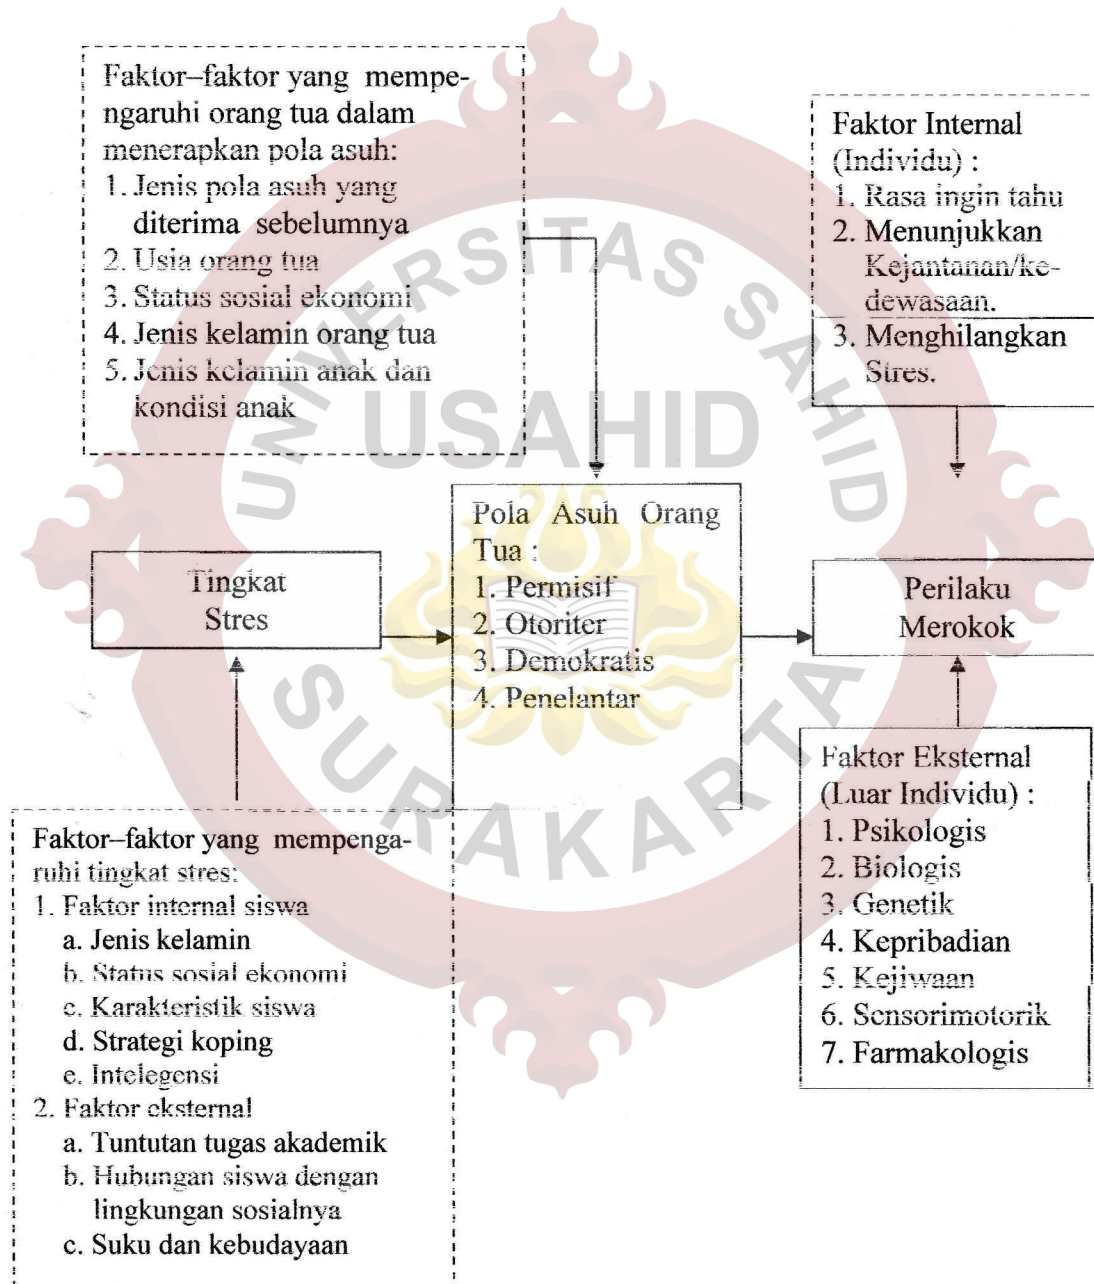 Faktor–faktor yang mempe-
ngaruhi orang tua dalam
menerapkan pola asuh:
1. Jenis pola asuh yang
diterima sebelumnya
2. Usia orang tua
3. Status sosial ekonomi
4. Jenis kelamin orang tua
5. Jenis kelamin anak dan
kondisi anak
Faktor Internal
(Individu) :
1. Rasa ingin tahu
2. Menunjukkan
Kejantanan/ke-
dewasaan.
3. Menghilangkan
Stres.
UNIVERSITAS SAHID
USAHID
SURAKARTA
Tingkat
Stres
Pola Asuh Orang
Tua :
1. Permisif
2. Otoriter
3. Demokratis
4. Penelantar
Perilaku
Merokok
Faktor–faktor yang mempenga-
ruhi tingkat stres:
1. Faktor internal siswa
a. Jenis kelamin
b. Status sosial ekonomi
c. Karakteristik siswa
d. Strategi koping
e. Intelegensi
2. Faktor eksternal
a. Tuntutan tugas akademik
b. Hubungan siswa dengan
lingkungan sosialnya
c. Suku dan kebudayaan
Faktor Eksternal
(Luar Individu) :
1. Psikologis
2. Biologis
3. Genetik
4. Kepribadian
5. Kejiwaan
6. Sensorimotorik
7. Farmakologis